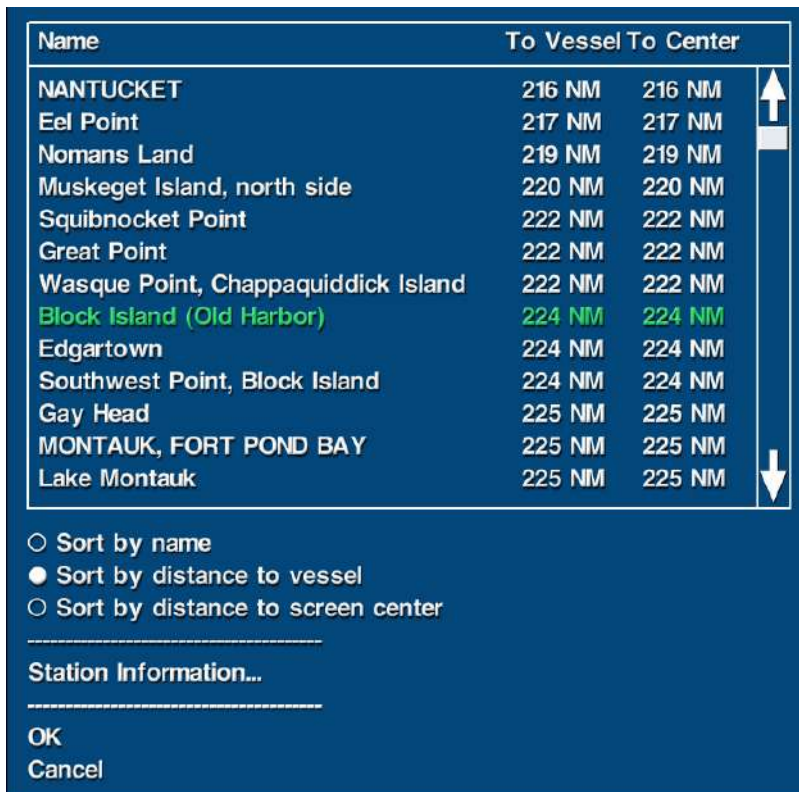 Name To Vessel To Center
NANTUCKET 216 NM 216 NM
Eel Point 217 NM 217 NM
Nomans Land 219 NM 219 NM
Muskeget Island, north side 220 NM 220 NM
Squibnocket Point 222 NM 222 NM
Great Point 222 NM 222 NM
Wasque Point, Chappaquiddick Island 222 NM 222 NM
Block Island (Old Harbor) 224 NM 224 NM
Edgartown 224 NM 224 NM
Southwest Point, Block Island 224 NM 224 NM
Gay Head 225 NM 225 NM
MONTAUK, FORT POND BAY 225 NM 225 NM
Lake Montauk 225 NM 225 NM
Sort by name
Sort by distance to vessel
Sort by distance to screen center
Station Information...
OK
Cancel